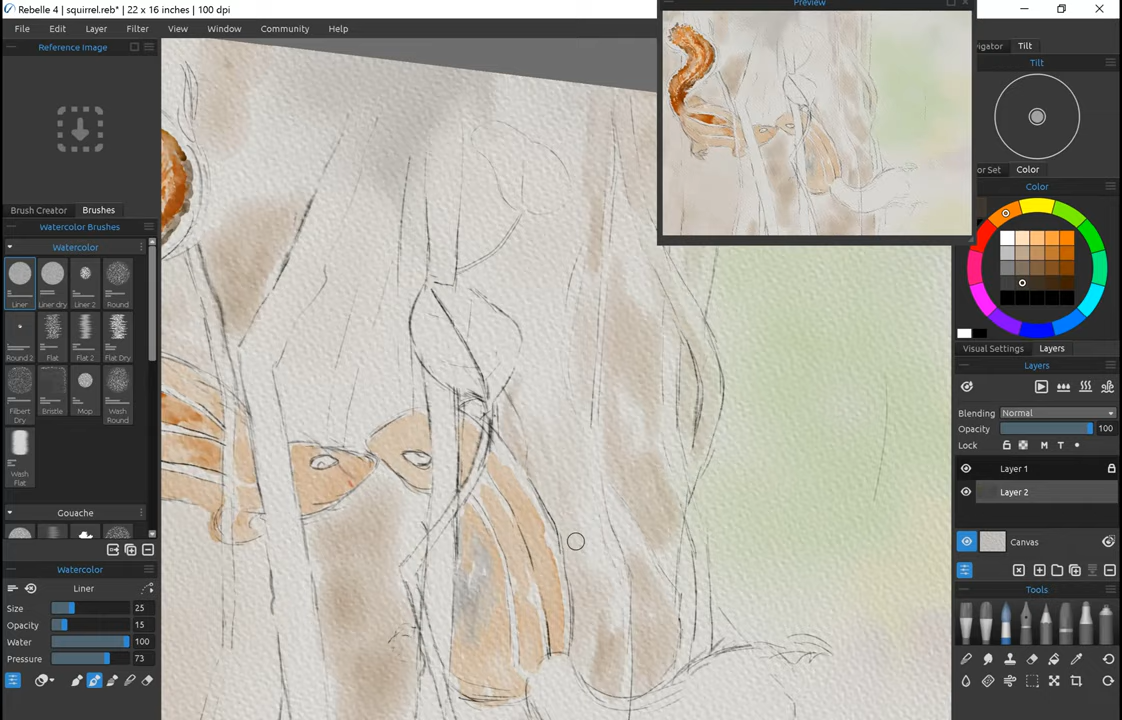 Rebelle 4 | squirrel.reb* | 22 x 16 inches | 100 dpi
Preview
File Edit Layer Filter View Window Community Help
Reference Image
vigator Tilt
Tilt
or Set Color
Color
Brush Creator Brushes
Watercolor Brushes
Watercolor
Liner Liner dry Liner 2 Round
Round 2 Flat Flat 2 Flat Dry
Filbert Dry Bristle Mop Wash Round
Wash Flat
Gouache
Watercolor
Liner
Size 25
Opacity 15
Water 100
Pressure 73
Visual Settings Layers
Layers
Blending Normal
Opacity 100
Lock M T
Layer 1
Layer 2
Canvas
Tools